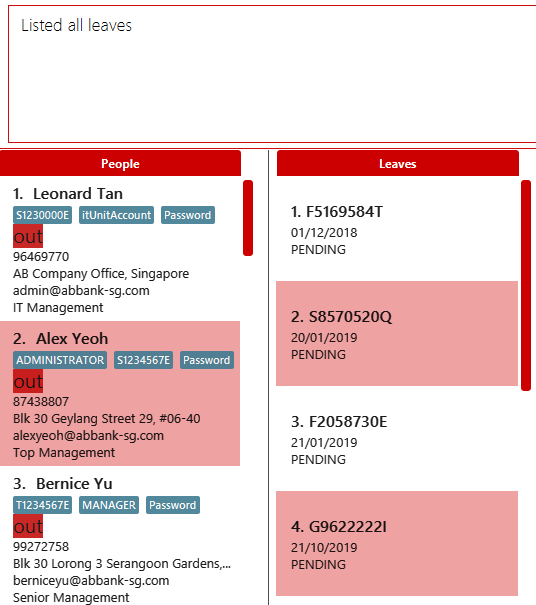 Listed all leaves
People
1. Leonard Tan
S1230000E itUnitAccount Password
out
96469770
AB Company Office, Singapore
admin@abbank-sg.com
IT Management
2. Alex Yeoh
ADMINISTRATOR S1234567E Password
out
87438807
Blk 30 Geylang Street 29, #06-40
alexyeoh@abbank-sg.com
Top Management
3. Bernice Yu
T1234567E MANAGER Password
out
99272758
Blk 30 Lorong 3 Serangoon Gardens,...
berniceyu@abbank-sg.com
Senior Management
Leaves
1. F5169584T
01/12/2018
PENDING
2. S8570520Q
20/01/2019
PENDING
3. F2058730E
21/01/2019
PENDING
4. G9622222I
21/10/2019
PENDING